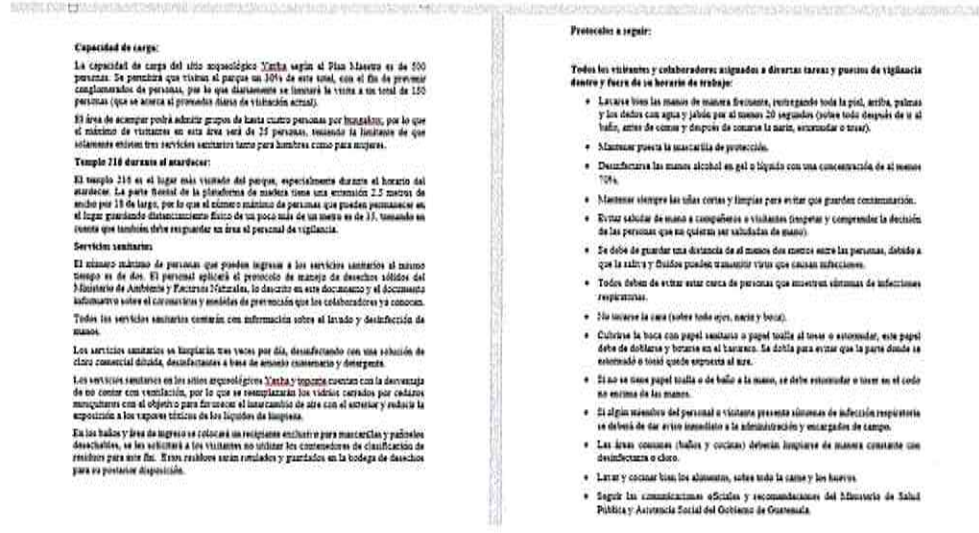 Capacidad de carga:
La capacidad de carga del sitio arqueológico Yaxha según el Plan Maestro es de 500
personas. Se permitirá que visiten al parque un 30% de este total, con el fin de prevenir
conglomerados de personas, por lo que diariamente se limitará la visita a un total de 150
personas (que se acerca al promedio diario de visitación actual).
El área de acampar podrá admitir grupos de hasta cuatro personas por bungalow, por lo que
el máximo de visitantes en esta área será de 25 personas, tomando la limitante de que
solamente existen tres servicios sanitarios tanto para hombres como para mujeres.
Templo 216 durante el atardecer:
El templo 216 es el lugar más visitado del parque, especialmente durante el horario del
atardecer. La parte frontal de la plataforma de madera tiene una extensión 2.5 metros de
ancho por 18 de largo, por lo que el número máximo de personas que pueden permanecer en
el lugar guardando distanciamiento físico de un poco más de un metro es de 35, tomando en
cuenta que también debe resguardar un área el personal de vigilancia.
Servicios sanitarios
El número máximo de personas que pueden ingresar a los servicios sanitarios al mismo
tiempo es de dos. El personal aplicará el protocolo de manejo de desechos sólidos del
Ministerio de Ambiente y Recursos Naturales, lo descrito en este documento y el documento
informativo sobre el coronavirus y medidas de prevención que los colaboradores ya conocen.
Todos los servicios sanitarios contarán con información sobre el lavado y desinfección de
manos.
Los servicios sanitarios se limpiarán tres veces por día, desinfectando con una solución de
cloro comercial diluida, desinfectantes a base de amonio cuaternario y detergente.
Los servicios sanitarios en los sitios arqueológicos Yaxha y topoxte cuentan con la desventaja
de no contar con ventilación, por lo que se reemplazarán los vidrios cerrados por cedazos
mosquiteros con el objetivo para favorecer el intercambio de aire con el exterior y reducir la
exposición a los vapores tóxicos de los líquidos de limpieza.
En los baños y área de ingreso se colocará un recipiente exclusivo para mascarillas y pañuelos
desechables, se les solicitará a los visitantes no utilizar los contenedores de clasificación de
residuos para este fin. Estos residuos serán rotulados y guardados en la bodega de desechos
para su posterior disposición.
Protocolos a seguir:
Todos los visitantes y colaboradores asignados a diversas tareas y puestos de vigilancia
dentro y fuera de su horario de trabajo:
• Lavarse bien las manos de manera frecuente, restregando toda la piel, arriba, palmas
y los dedos con agua y jabón por al menos 20 segundos (sobre todo después de ir al
baño, antes de comer y después de sonarse la nariz, estornudar o toser).
• Mantener puesta la mascarilla de protección.
• Desinfectarse las manos alcohol en gel o líquido con una concentración de al menos
70%.
• Mantener siempre las uñas cortas y limpias para evitar que guarden contaminación.
• Evitar saludar de mano a compañeros o visitantes (respetar y comprender la decisión
de las personas que no quieran ser saludadas de mano).
• Se debe de guardar una distancia de al menos dos metros entre las personas, debido a
que la saliva y fluidos pueden transmitir virus que causan infecciones.
• Todos deben de evitar estar cerca de personas que muestren síntomas de infecciones
respiratorias.
• No tocarse la cara (sobre todo ojos, nariz y boca).
• Cubrirse la boca con papel sanitario o papel toalla al toser o estornudar, este papel
debe de doblarse y botarse en el basurero. Se dobla para evitar que la parte donde se
estornudó o tosió quede expuesta al aire.
• Si no se tiene papel toalla o de baño a la mano, se debe estornudar o toser en el codo
no encima de las manos.
• Si algún miembro del personal o visitante presenta síntomas de infección respiratoria
se deberá de dar aviso inmediato a la administración y encargados de campo.
• Las áreas comunes (baños y cocinas) deberán limpiarse de manera constante con
desinfectante o cloro.
• Lavar y cocinar bien los alimentos, sobre todo la carne y los huevos.
• Seguir las comunicaciones oficiales y recomendaciones del Ministerio de Salud
Pública y Asistencia Social del Gobierno de Guatemala.